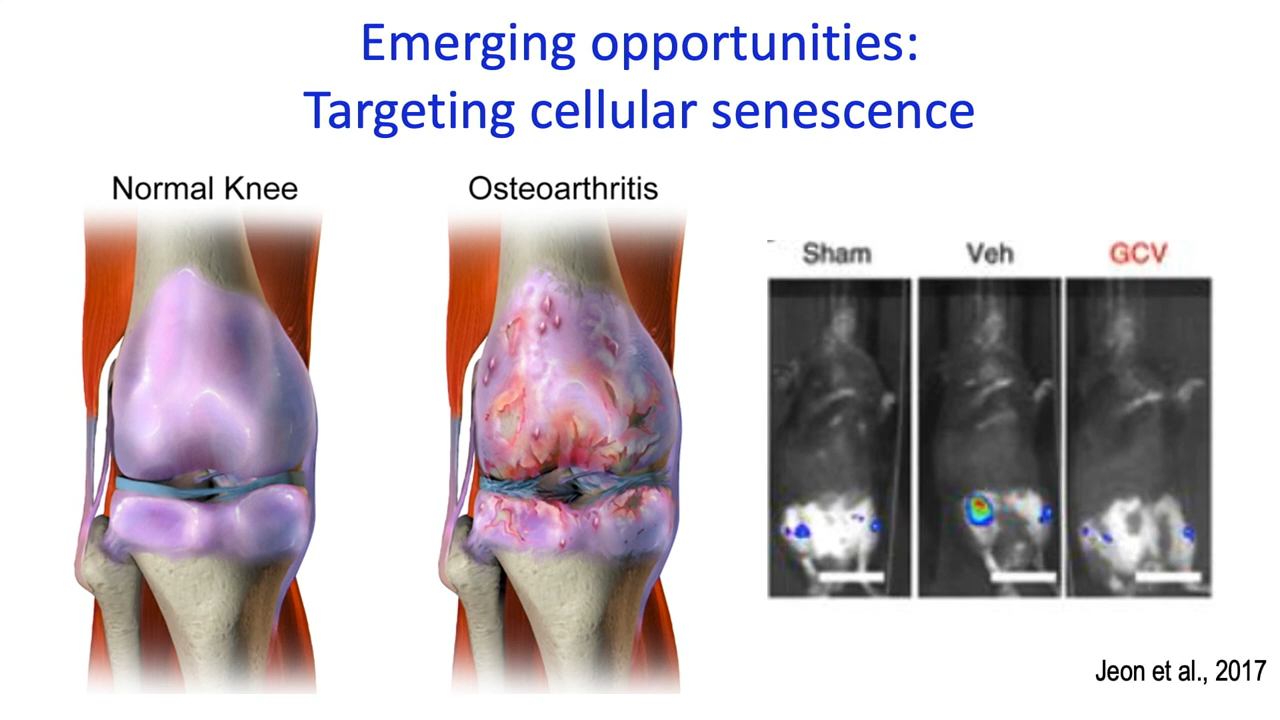 Emerging opportunities:
Targeting cellular senescence
Normal Knee
Osteoarthritis
Sham
Veh
GCV
Jeon et al., 2017